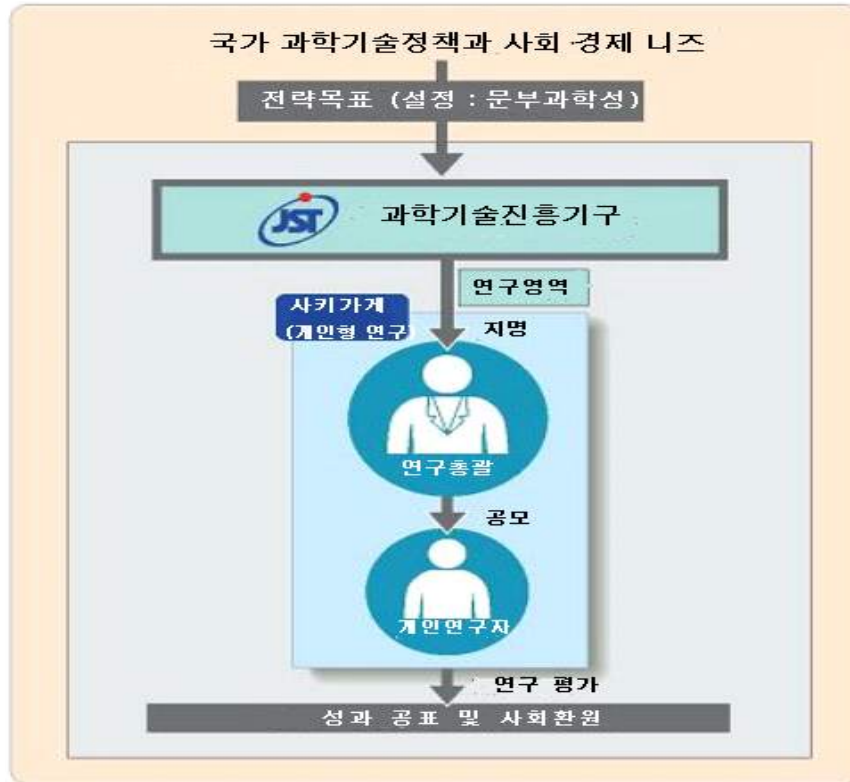 국가 과학기술정책과 사회·경제 니즈
전략목표 (설정 : 문부과학성)
JST 과학기술진흥기구
연구영역
사키가게
(개인형 연구)
지명
연구총괄
공모
개인연구자
연구 평가
성과 공표 및 사회환원